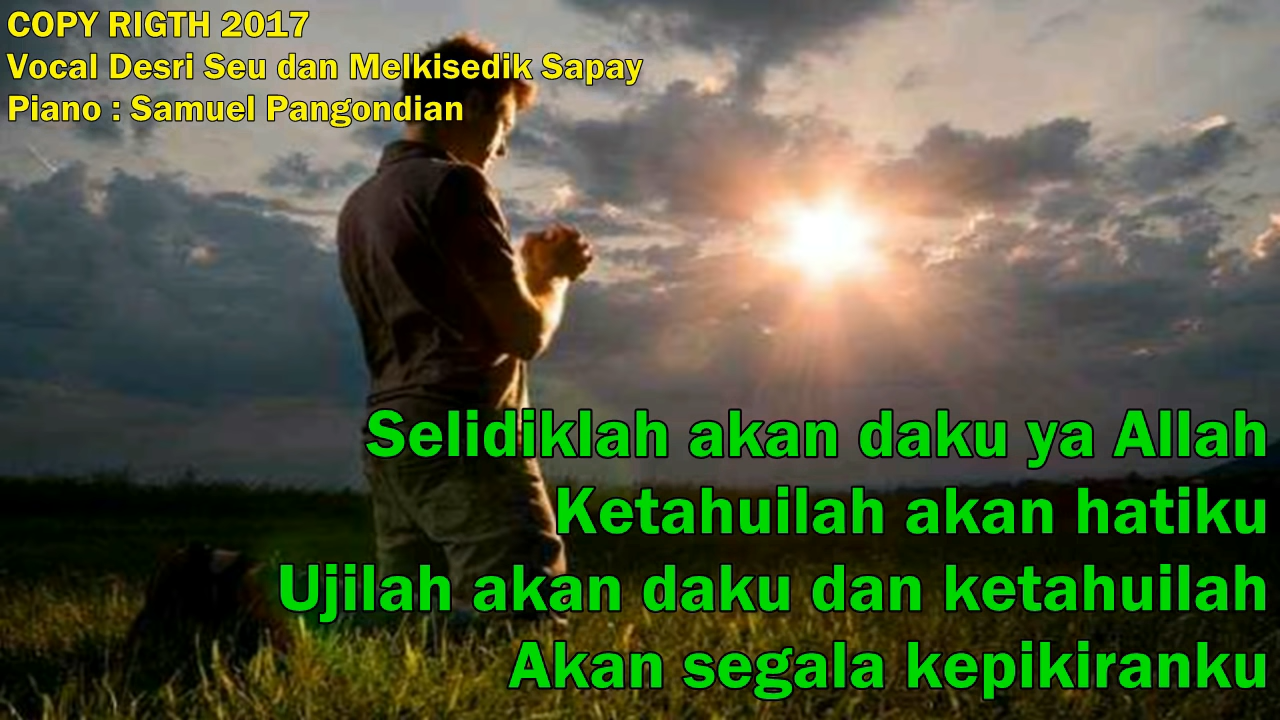 COPY RIGTH 2017
Vocal Desri Seu dan Melkisedik Sapay
Piano : Samuel Pangondian
Selidiklah akan daku ya Allah
Ketahuilah akan hatiku
Ujilah akan daku dan ketahuilah
Akan segala kepikiranku